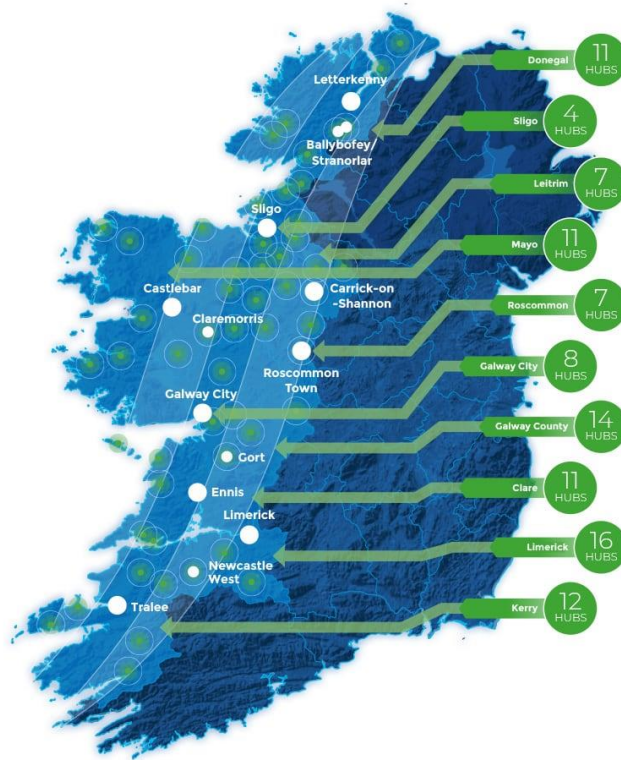 Donegal
11
HUBS
Letterkenny
Sligo
4
HUBS
Ballybofey/
Stranorlar
Leitrim
7
HUBS
Sligo
Mayo
11
HUBS
Castlebar
Carrick-on
-Shannon
Claremorris
Roscommon
7
HUBS
Roscommon
Town
Galway City
8
HUBS
Galway City
Galway County
14
HUBS
Gort
Clare
11
HUBS
Ennis
Limerick
Limerick
16
HUBS
Newcastle
West
Tralee
Kerry
12
HUBS